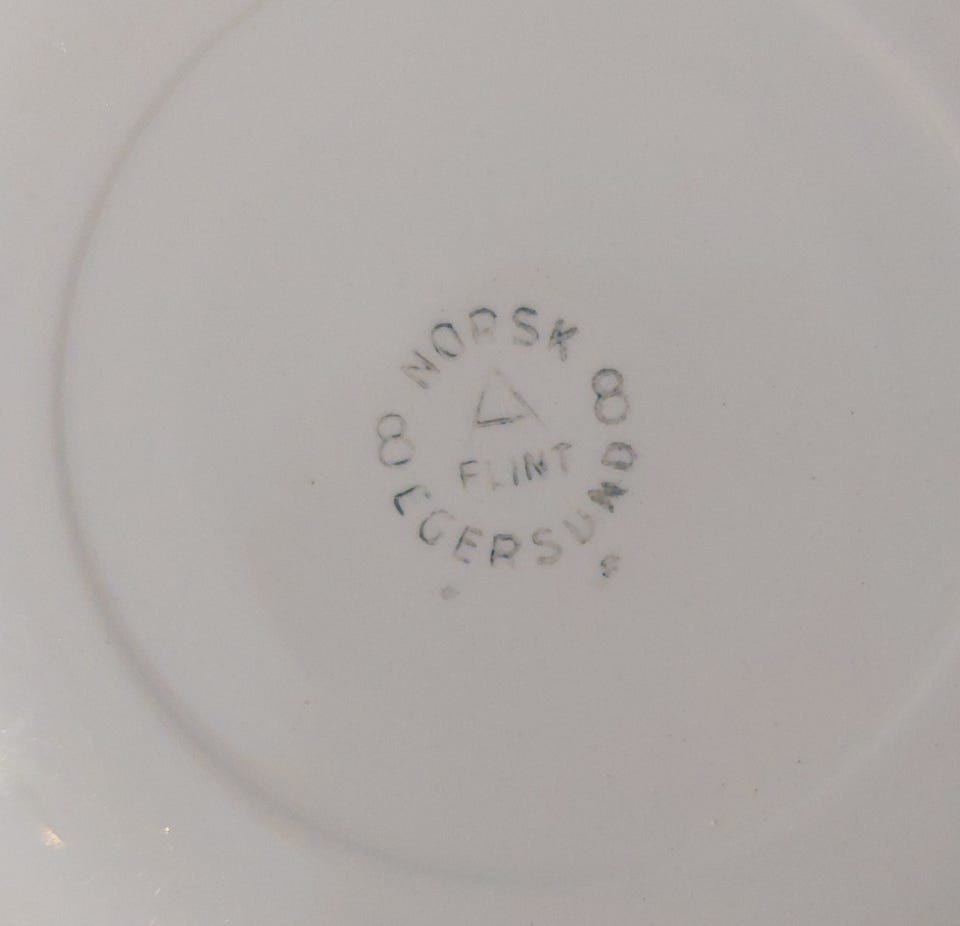 NORSK
8 8
FLINT
EGERSUND